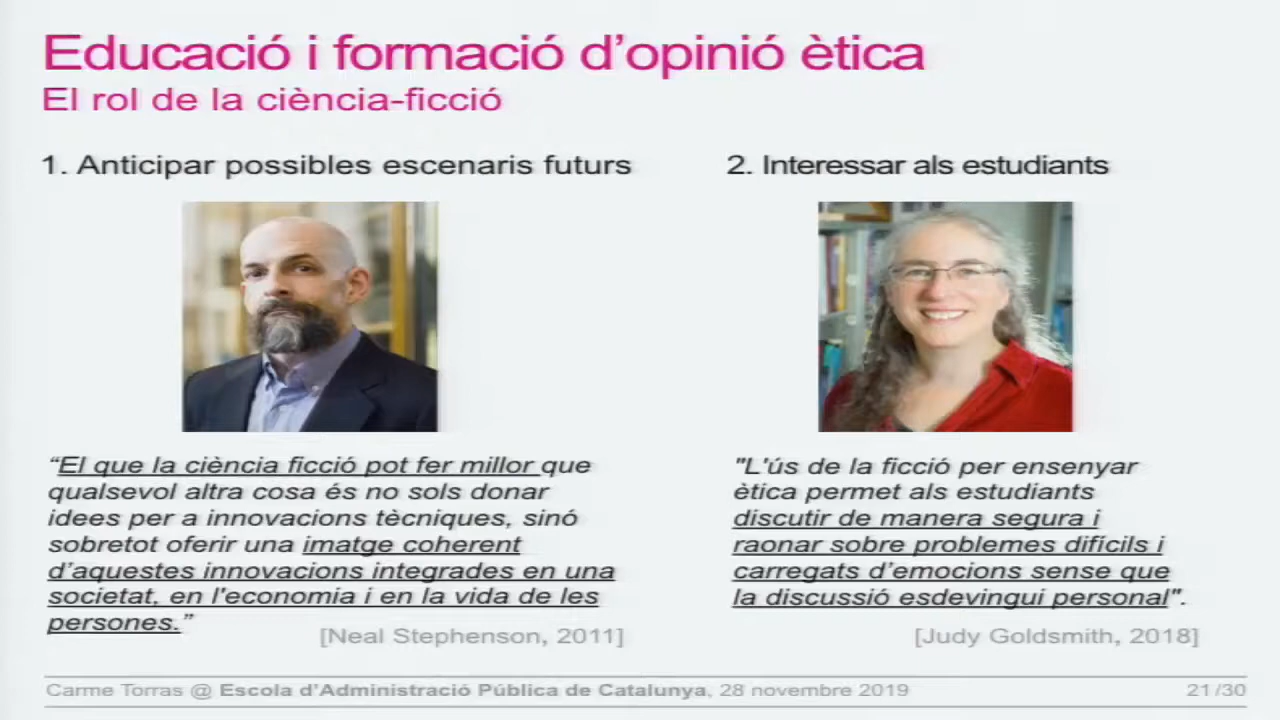 Educació i formació d’opinió ètica
El rol de la ciència-ficció
1. Anticipar possibles escenaris futurs
“El que la ciència ficció pot fer millor que
qualsevol altra cosa és no sols donar
idees per a innovacions tècniques, sinó
sobretot oferir una imatge coherent
d’aquestes innovacions integrades en una
societat, en l'economia i en la vida de les
persones.”
[Neal Stephenson, 2011]
2. Interessar als estudiants
"L'ús de la ficció per ensenyar
ètica permet als estudiants
discutir de manera segura i
raonar sobre problemes difícils i
carregats d’emocions sense que
la discussió esdevingui personal".
[Judy Goldsmith, 2018]
Carme Torras @ Escola d’Administració Pública de Catalunya, 28 novembre 2019
21/30